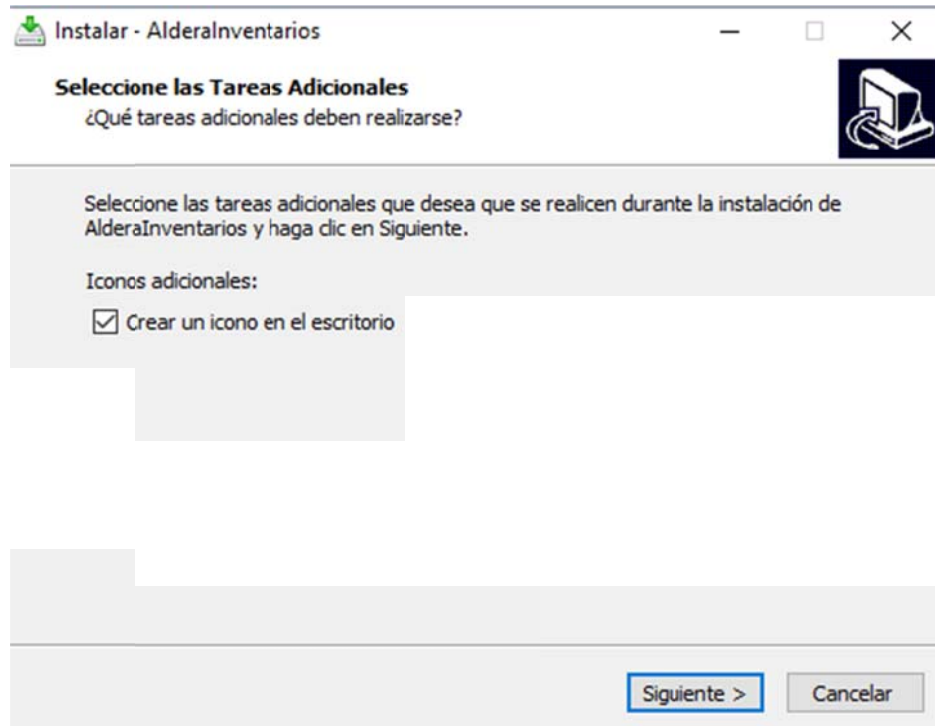 Instalar - AlderaInventarios
Seleccione las Tareas Adicionales
¿Qué tareas adicionales deben realizarse?
Seleccione las tareas adicionales que desea que se realicen durante la instalación de
AlderaInventarios y haga clic en Siguiente.
Iconos adicionales:
Crear un icono en el escritorio
Siguiente >
Cancelar